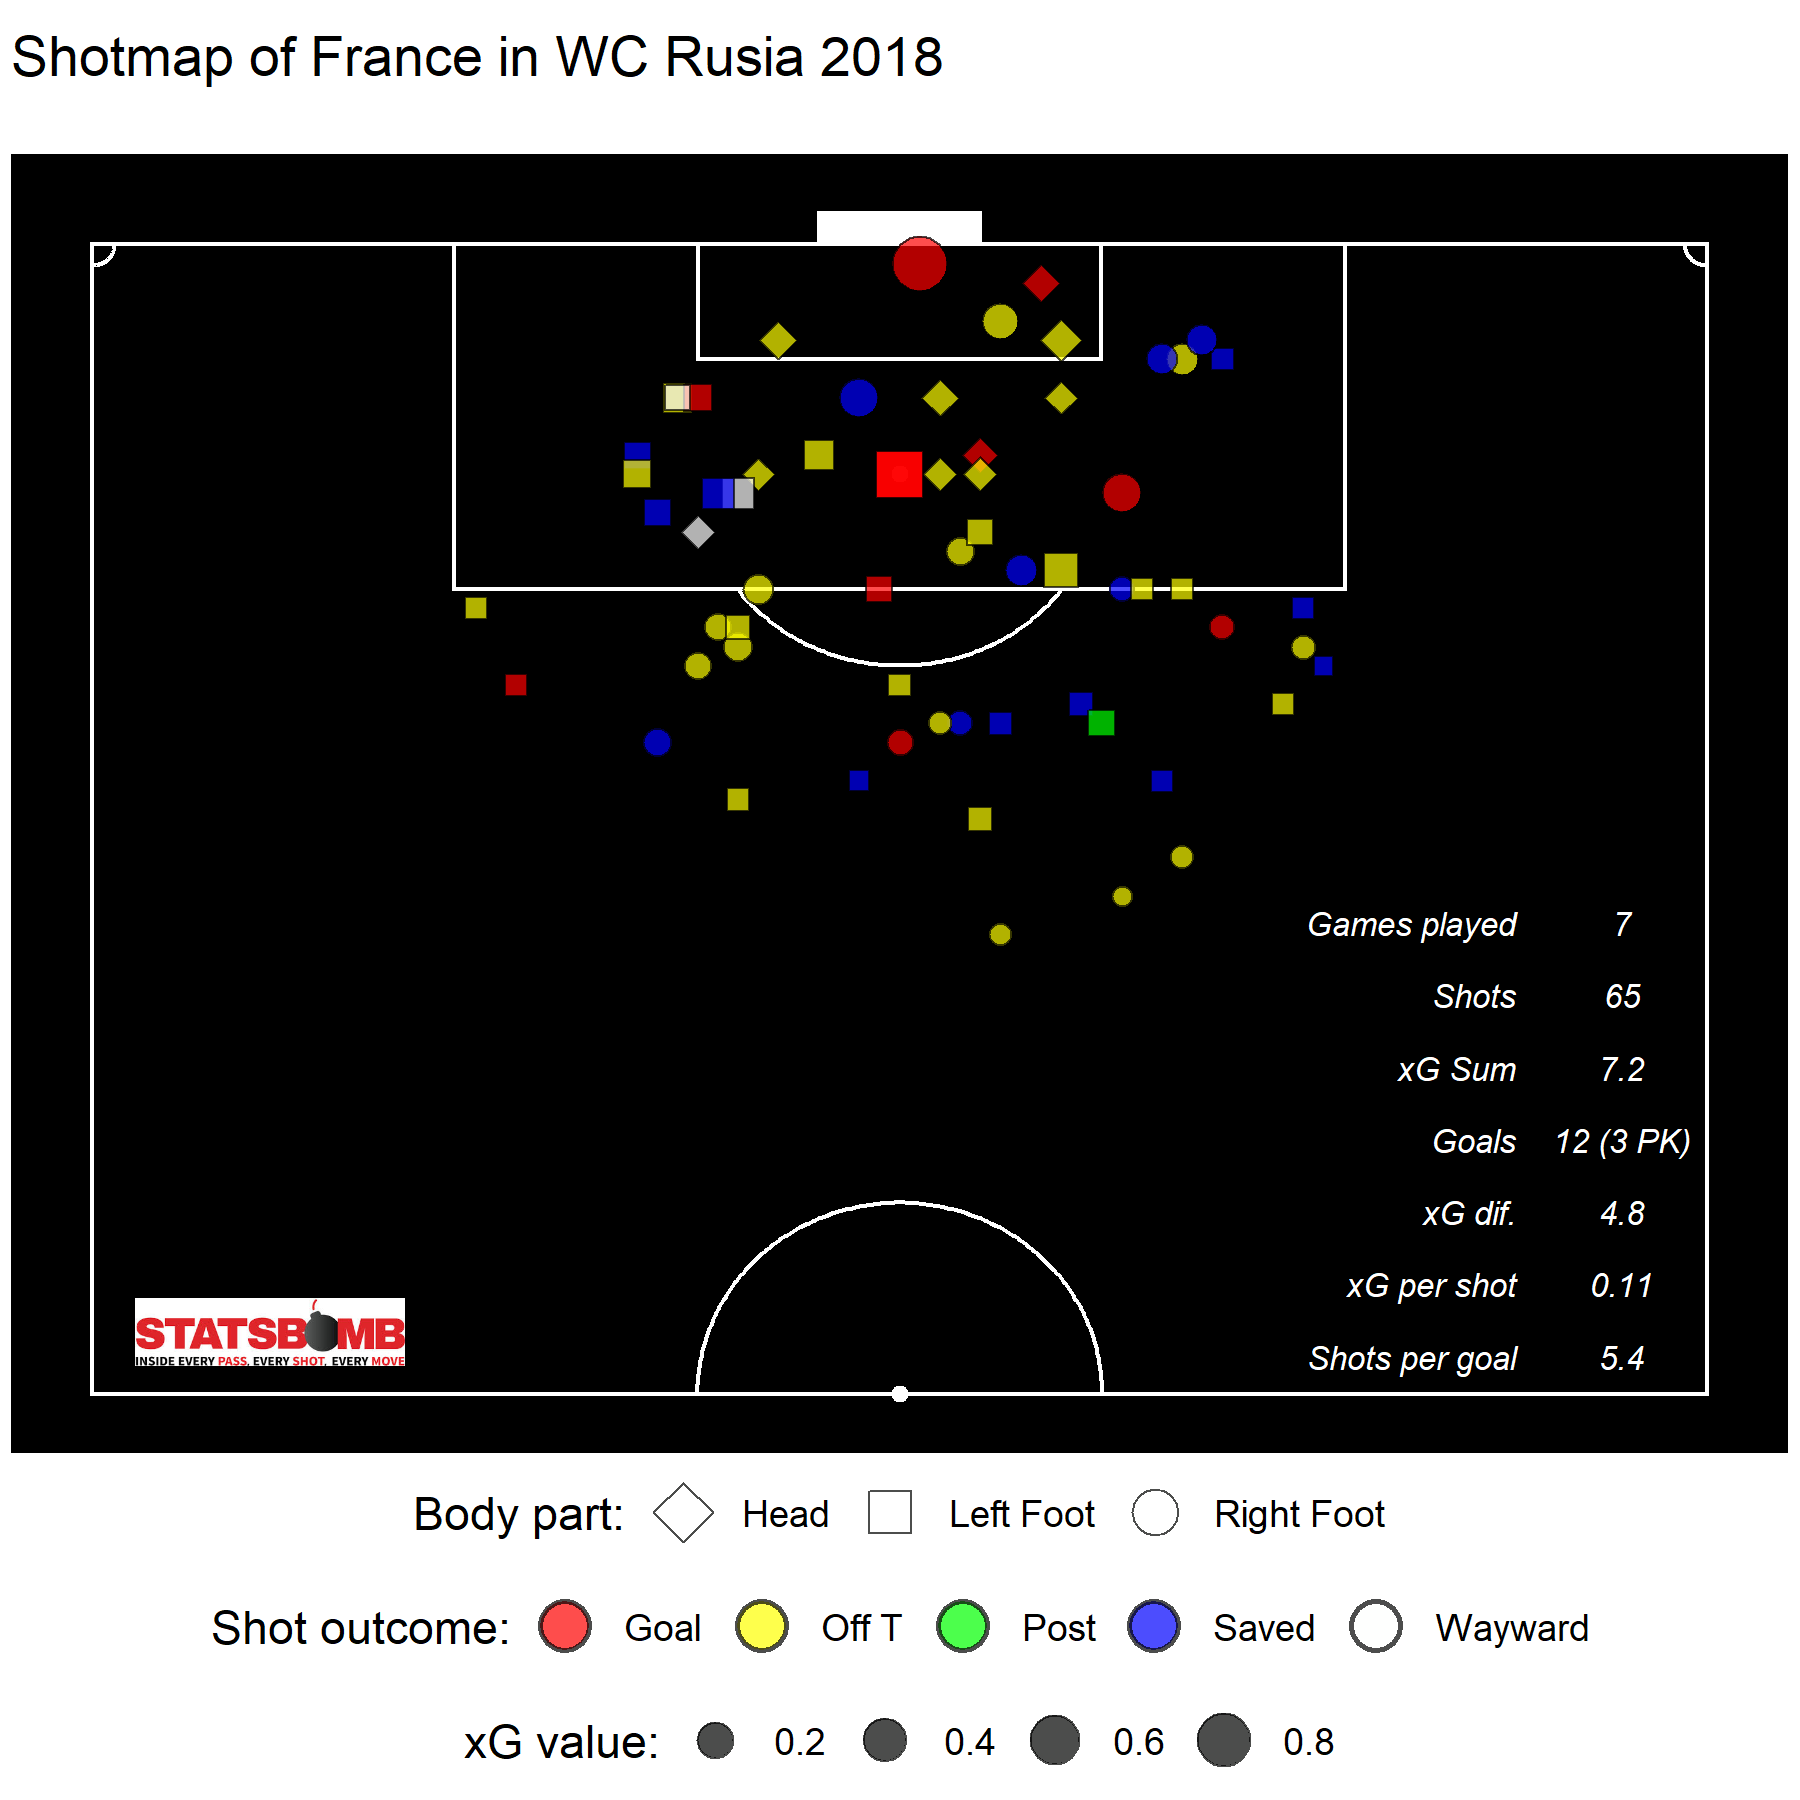 Shotmap of France in WC Rusia 2018
Games played 7
Shots 65
xG Sum 7.2
Goals 12 (3 PK)
xG dif. 4.8
xG per shot 0.11
Shots per goal 5.4
STATSBOMB
INSIDE EVERY PASS, EVERY SHOT, EVERY MOVE
Body part: Head Left Foot Right Foot
Shot outcome: Goal Off T Post Saved Wayward
xG value: 0.2 0.4 0.6 0.8